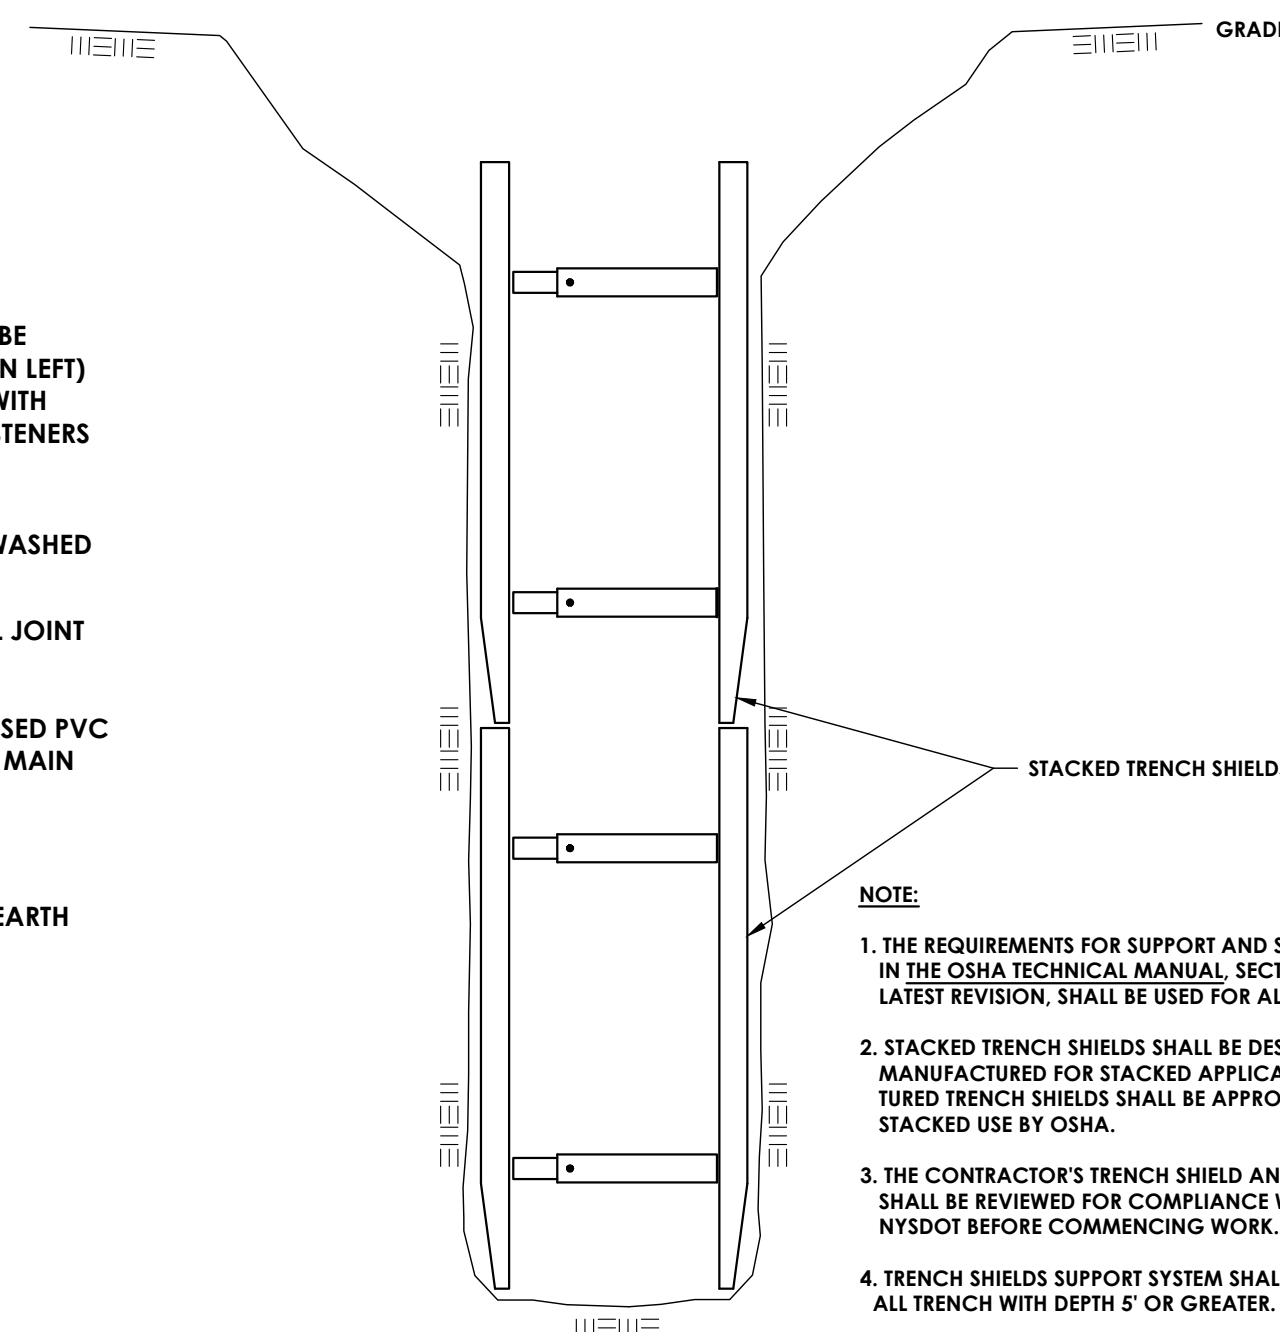 GRADE
BE
N LEFT)
WITH
STENERS
WASHED
JOINT
SED PVC
MAIN
EARTH
STACKED TRENCH SHIELDS
NOTE:
1. THE REQUIREMENTS FOR SUPPORT AND S
IN THE OSHA TECHNICAL MANUAL, SECT
LATEST REVISION, SHALL BE USED FOR AL
2. STACKED TRENCH SHIELDS SHALL BE DES
MANUFACTURED FOR STACKED APPLICA
TURED TRENCH SHIELDS SHALL BE APPRO
STACKED USE BY OSHA.
3. THE CONTRACTOR'S TRENCH SHIELD AN
SHALL BE REVIEWED FOR COMPLIANCE W
NYSDOT BEFORE COMMENCING WORK.
4. TRENCH SHIELDS SUPPORT SYSTEM SHAL
ALL TRENCH WITH DEPTH 5' OR GREATER.